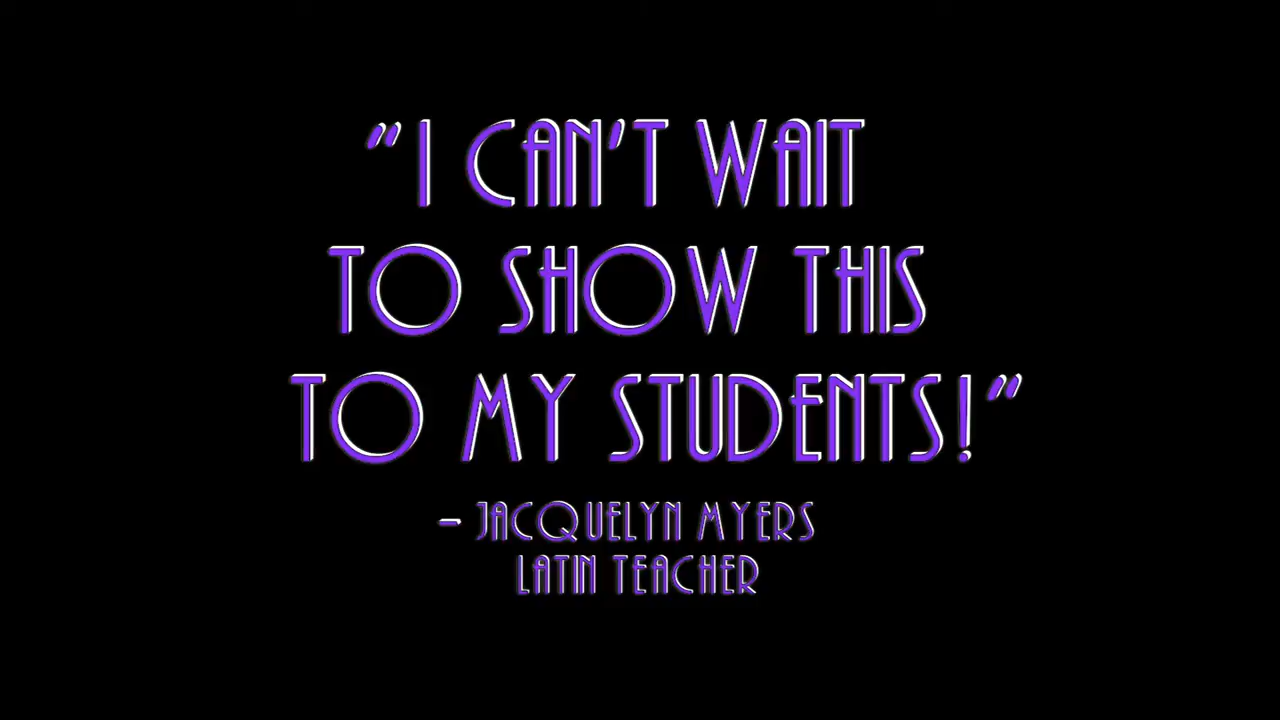 “I CAN’T WAIT
TO SHOW THIS
TO MY STUDENTS!”
– JACQUELYN MYERS
LATIN TEACHER